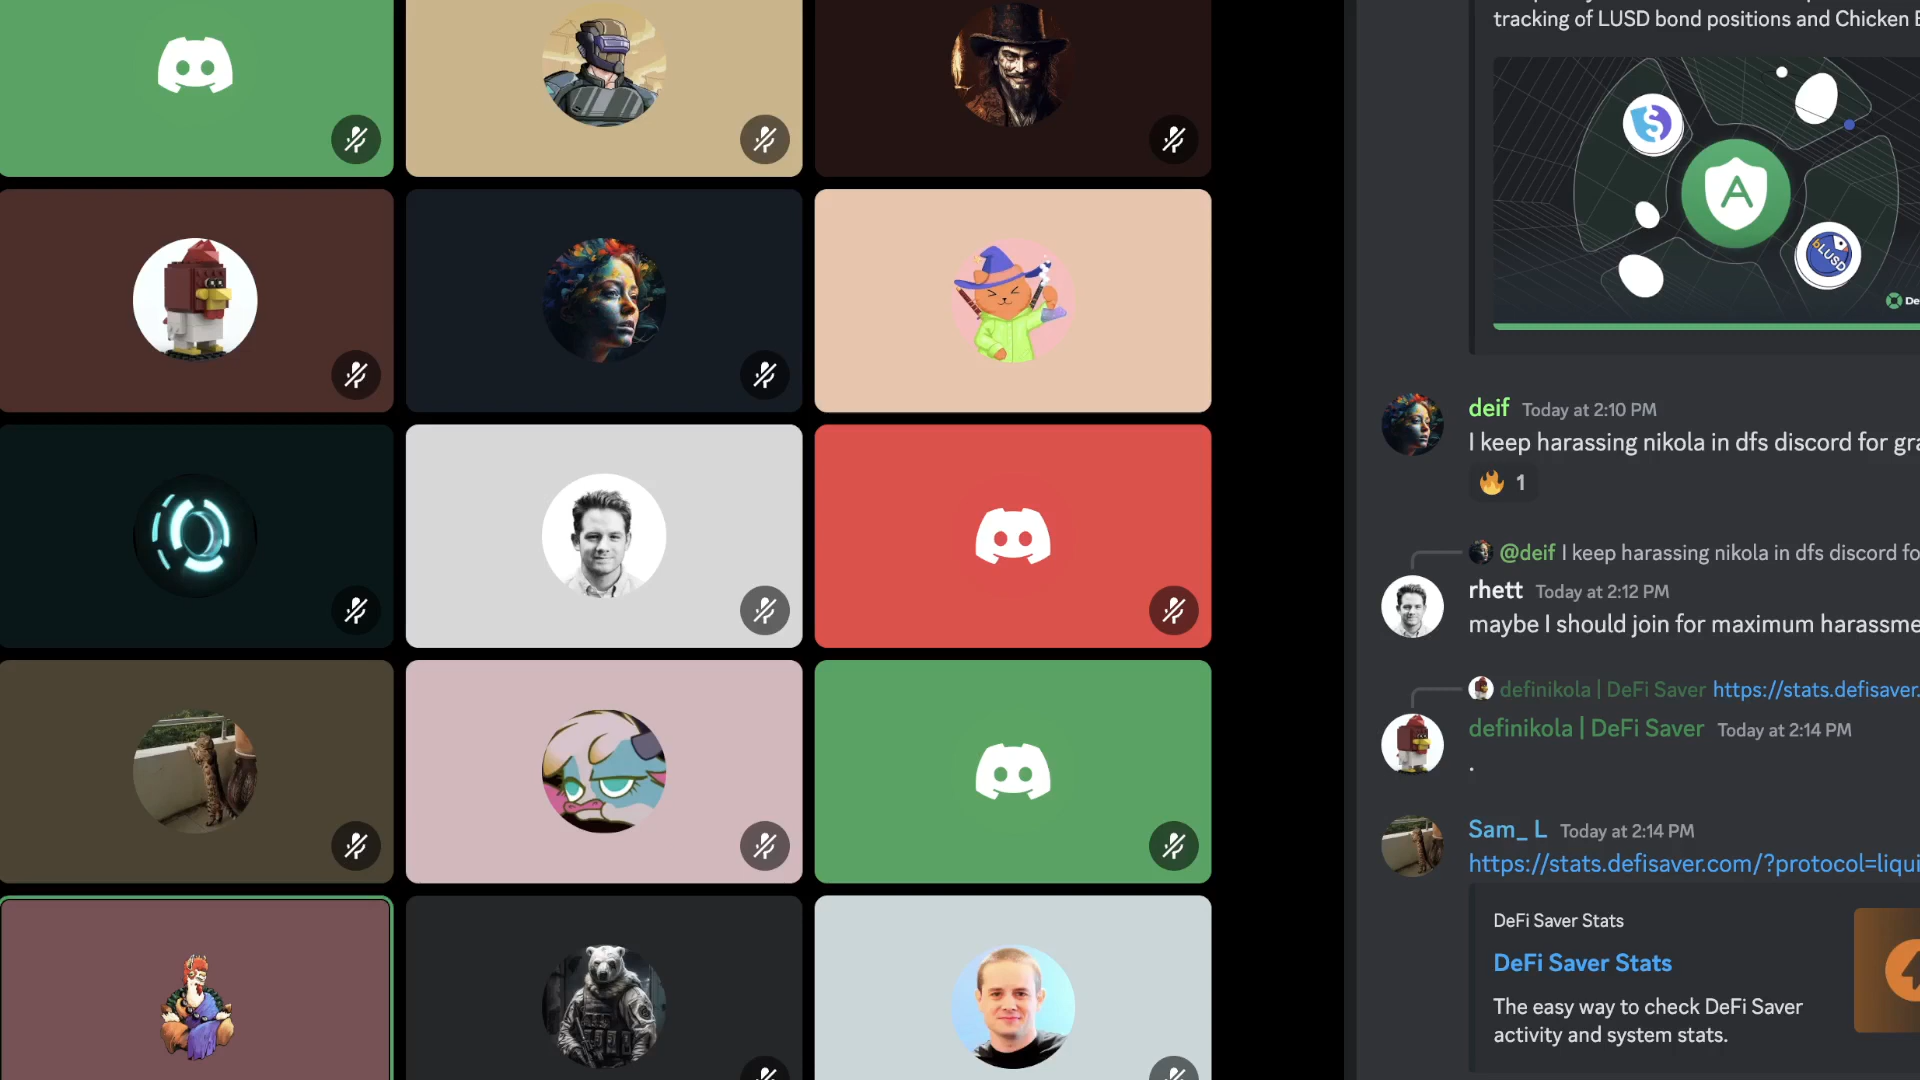 tracking of LUSD bond positions and Chicken
A
bLUSD
De
deif Today at 2:10 PM
I keep harassing nikola in dfs discord for gra
1
@deif I keep harassing nikola in dfs discord fo
rhett Today at 2:12 PM
maybe I should join for maximum harassme
definikola | DeFi Saver https://stats.defisaver.
definikola | DeFi Saver Today at 2:14 PM
.
Sam_ L Today at 2:14 PM
https://stats.defisaver.com/?protocol=liqui
DeFi Saver Stats
DeFi Saver Stats
The easy way to check DeFi Saver
activity and system stats.